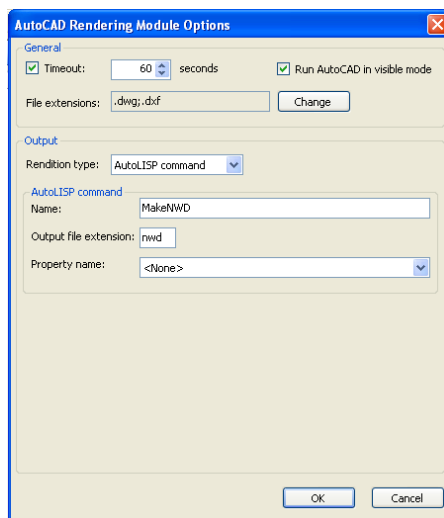 AutoCAD Rendering Module Options
General
Timeout: 60 seconds Run AutoCAD in visible mode
File extensions: .dwg;.dxf Change
Output
Rendition type: AutoLISP command
AutoLISP command
Name: MakeNWD
Output file extension: nwd
Property name: <None>
OK Cancel